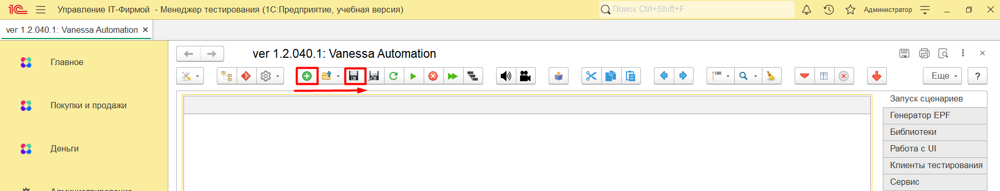 Управление IT-Фирмой - Менеджер тестирования (1С:Предприятие, учебная версия)
Поиск Ctrl+Shift+F
Администратор
ver 1.2.040.1: Vanessa Automation
Главное
Покупки и продажи
Деньги
Администрирование
ver 1.2.040.1: Vanessa Automation
Еще
?
Запуск сценариев
Генератор EPF
Библиотеки
Работа с UI
Клиенты тестирования
Сервис